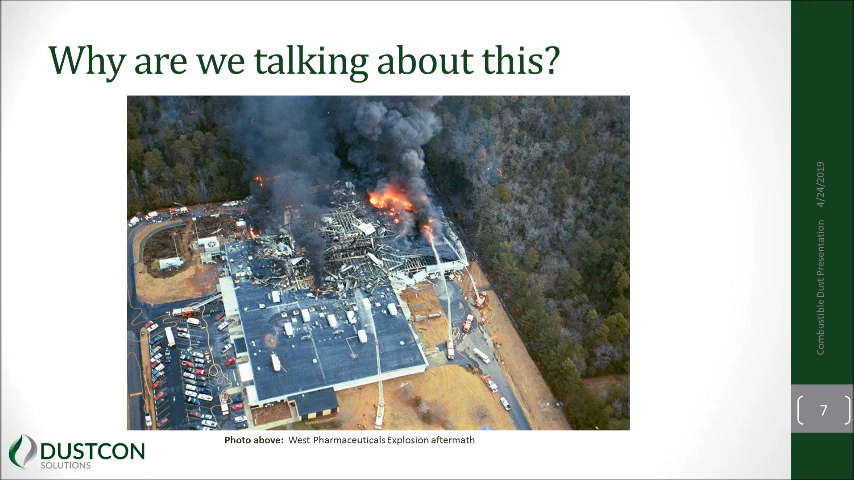 Why are we talking about this?
Photo above: West Pharmaceuticals Explosion aftermath
DUSTCON
SOLUTIONS
Combustible Dust Presentation 4/24/2019
7